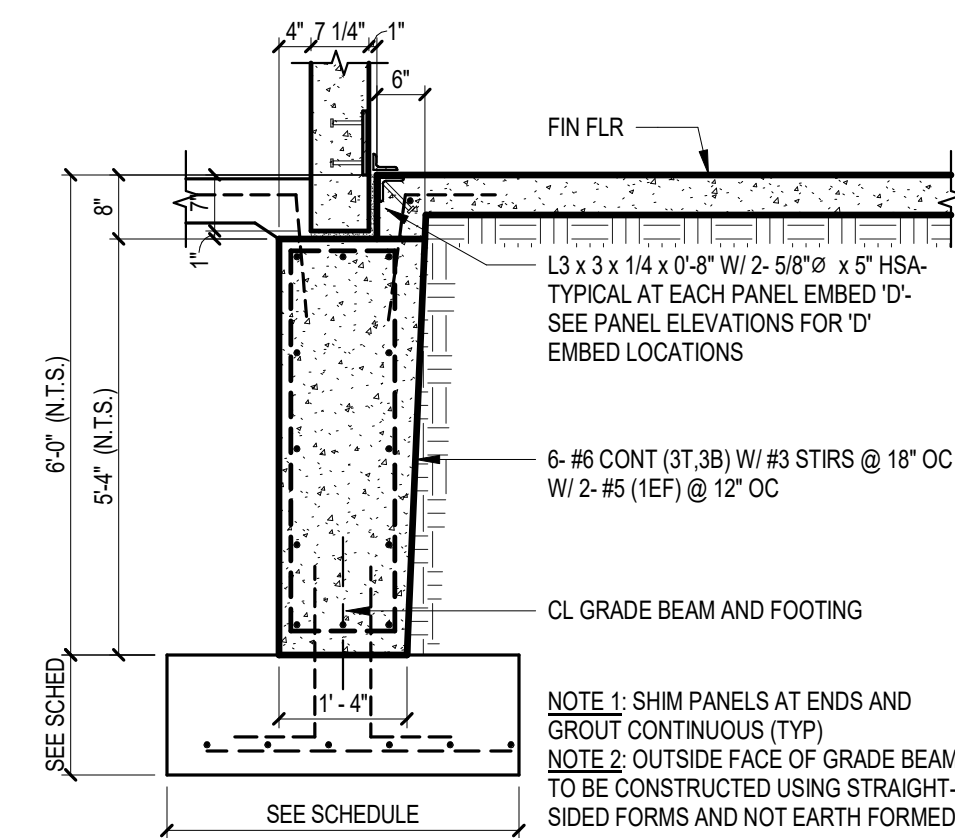 4" 7 1/4" 1"
6"
FIN FLR
8"
7"
1"
L3 x 3 x 1/4 x 0'-8" W/ 2- 5/8"Ø x 5" HSA-
TYPICAL AT EACH PANEL EMBED 'D'-
SEE PANEL ELEVATIONS FOR 'D'
EMBED LOCATIONS
6'-0" (N.T.S.)
5'-4" (N.T.S.)
6- #6 CONT (3T,3B) W/ #3 STIRS @ 18" OC
W/ 2- #5 (1EF) @ 12" OC
CL GRADE BEAM AND FOOTING
SEE SCHED
1' - 4"
NOTE 1: SHIM PANELS AT ENDS AND
GROUT CONTINUOUS (TYP)
NOTE 2: OUTSIDE FACE OF GRADE BEAM
TO BE CONSTRUCTED USING STRAIGHT-
SIDED FORMS AND NOT EARTH FORMED
SEE SCHEDULE